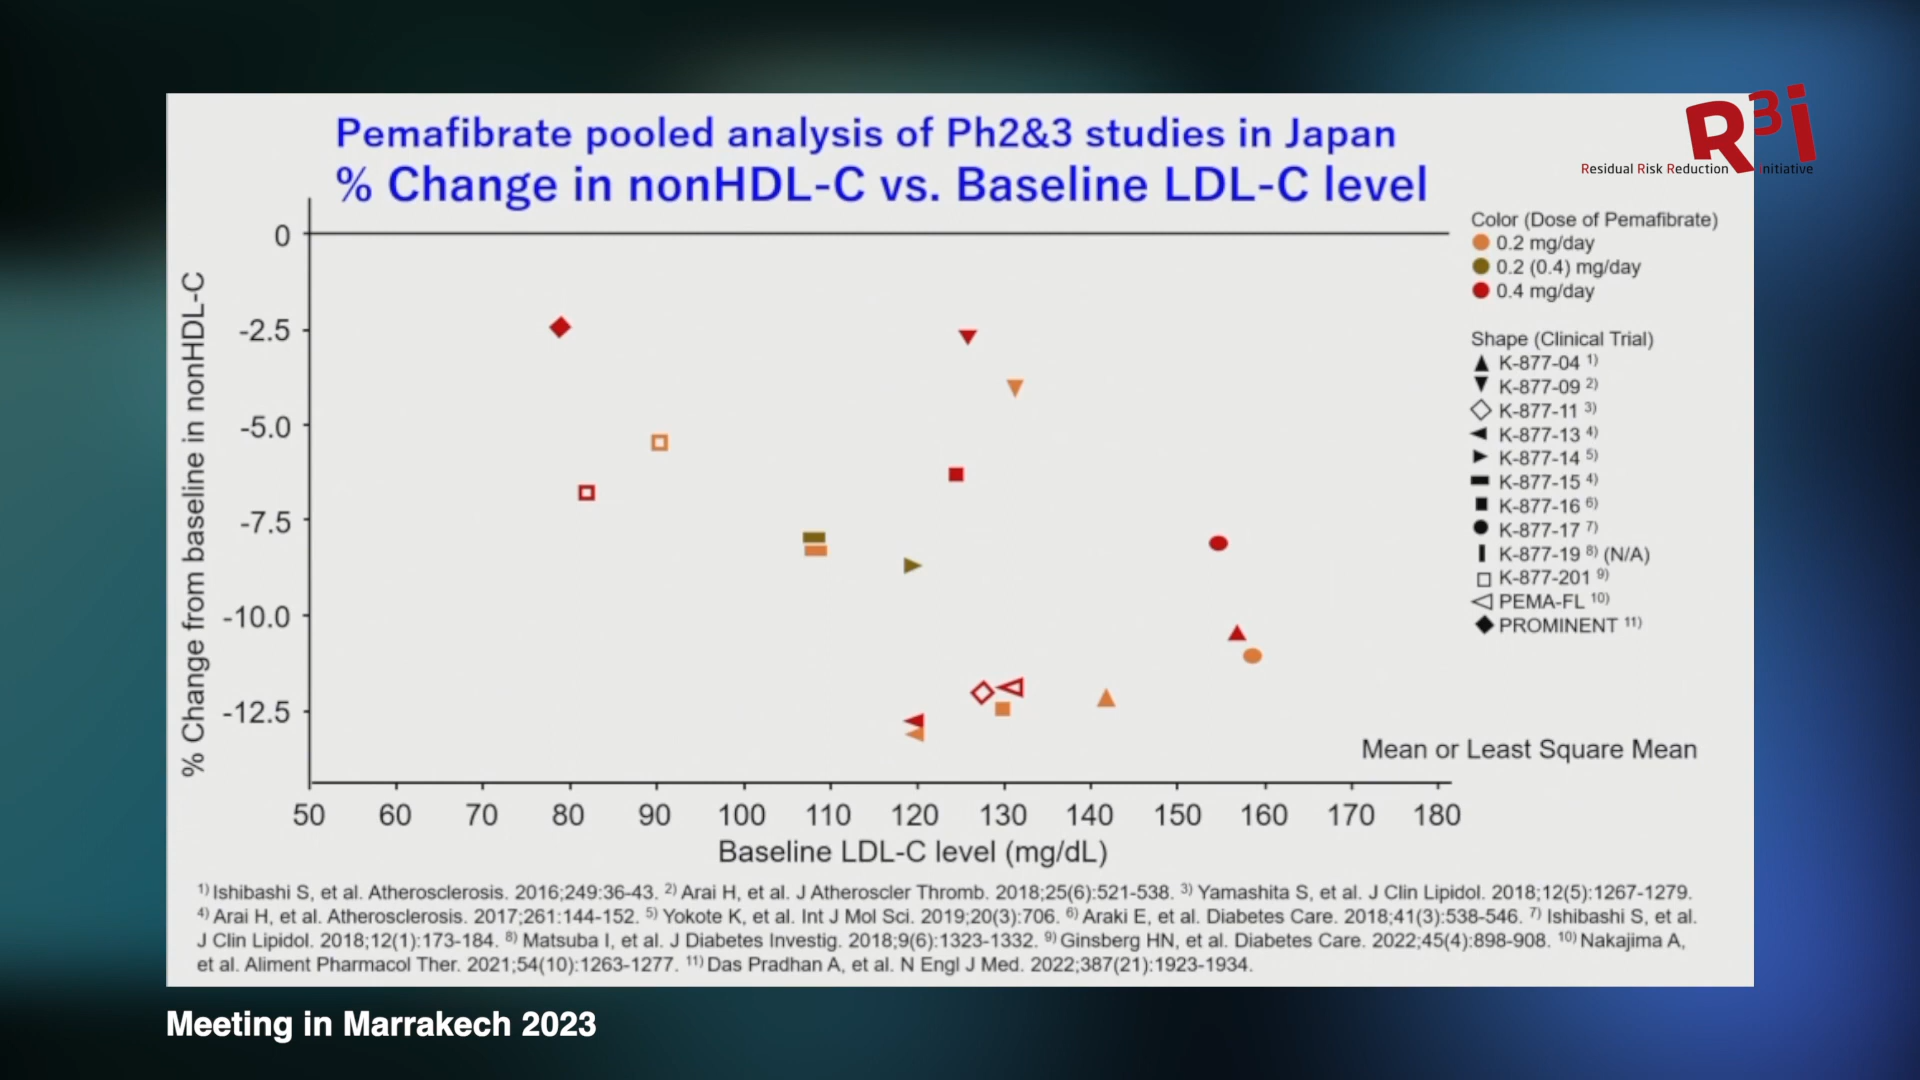 R3i
Residual Risk Reduction initiative
Pemafibrate pooled analysis of Ph2&3 studies in Japan
% Change in nonHDL-C vs. Baseline LDL-C level
% Change from baseline in nonHDL-C
0
-2.5
-5.0
-7.5
-10.0
-12.5
50 60 70 80 90 100 110 120 130 140 150 160 170 180
Baseline LDL-C level (mg/dL)
Color (Dose of Pemafibrate)
0.2 mg/day
0.2 (0.4) mg/day
0.4 mg/day
Shape (Clinical Trial)
K-877-04 1)
K-877-09 2)
K-877-11 3)
K-877-13 4)
K-877-14 5)
K-877-15 4)
K-877-16 6)
K-877-17 7)
K-877-19 8) (N/A)
K-877-201 9)
PEMA-FL 10)
PROMINENT 11)
Mean or Least Square Mean
1) Ishibashi S, et al. Atherosclerosis. 2016;249:36-43. 2) Arai H, et al. J Atheroscler Thromb. 2018;25(6):521-538. 3) Yamashita S, et al. J Clin Lipidol. 2018;12(5):1267-1279.
4) Arai H, et al. Atherosclerosis. 2017;261:144-152. 5) Yokote K, et al. Int J Mol Sci. 2019;20(3):706. 6) Araki E, et al. Diabetes Care. 2018;41(3):538-546. 7) Ishibashi S, et al.
J Clin Lipidol. 2018;12(1):173-184. 8) Matsuba I, et al. J Diabetes Investig. 2018;9(6):1323-1332. 9) Ginsberg HN, et al. Diabetes Care. 2022;45(4):898-908. 10) Nakajima A,
et al. Aliment Pharmacol Ther. 2021;54(10):1263-1277. 11) Das Pradhan A, et al. N Engl J Med. 2022;387(21):1923-1934.
Meeting in Marrakech 2023